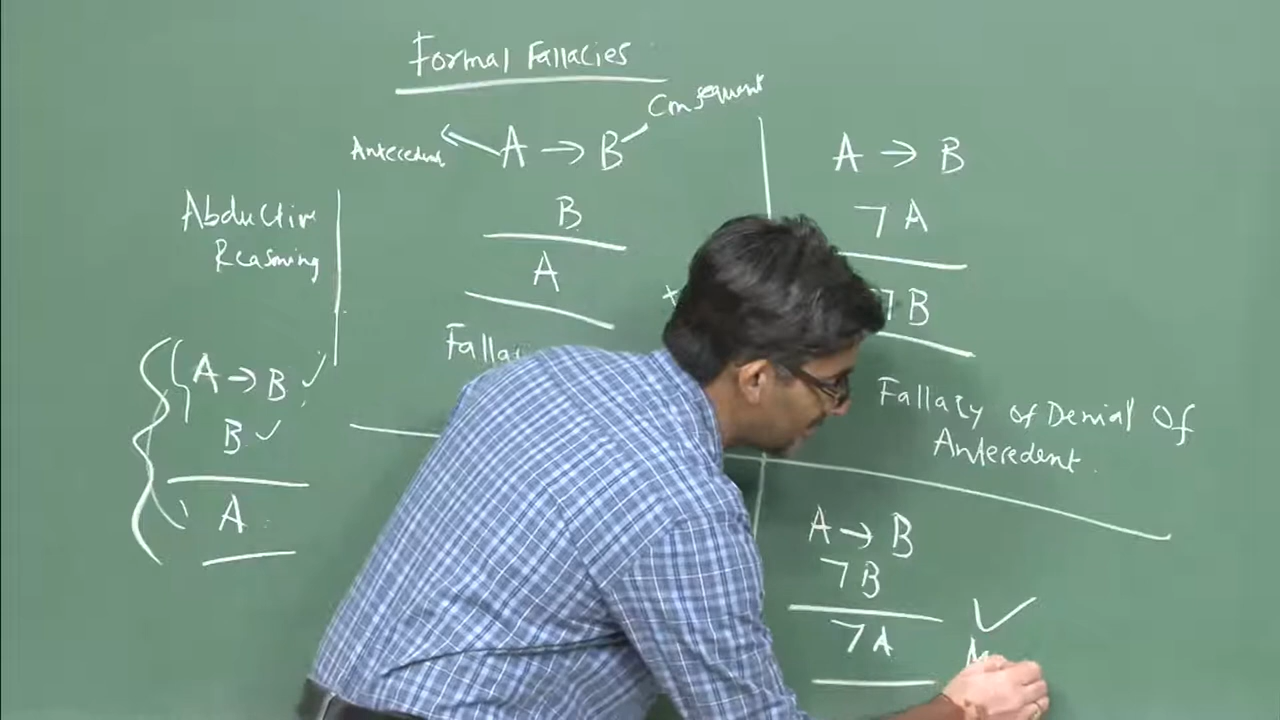 Formal Fallacies
Consequent
Antecedent A → B
B
A
Abductive
Reasoning
A → B ✓
B ✓
A
A → B
¬ A
¬ B
Fallacy of Denial Of
Antecedent.
A → B
¬ B
¬ A ✓